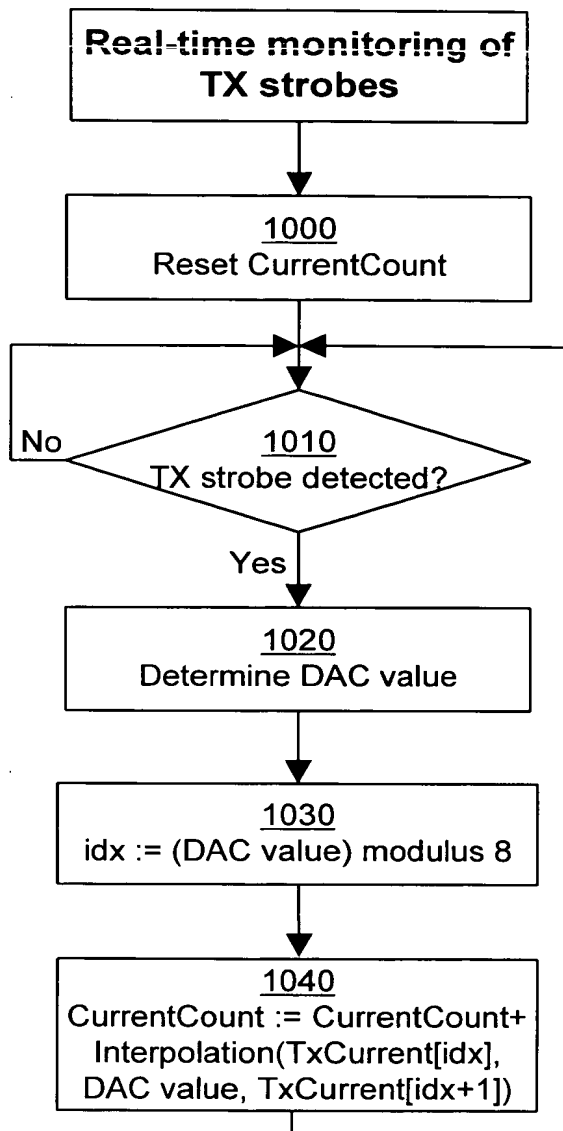 Real-time monitoring of
TX strobes
1000
Reset CurrentCount
No
1010
TX strobe detected?
Yes
1020
Determine DAC value
1030
idx := (DAC value) modulus 8
1040
CurrentCount := CurrentCount+
Interpolation(TxCurrent[idx],
DAC value, TxCurrent[idx+1])